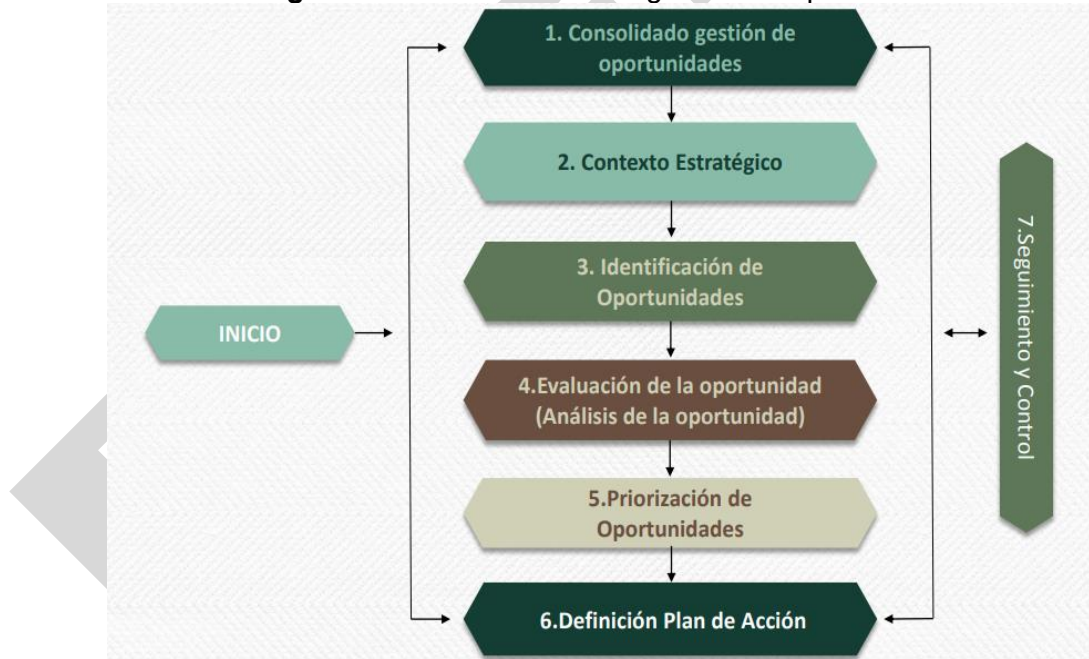 1. Consolidado gestión de
oportunidades
2. Contexto Estratégico
3. Identificación de
Oportunidades
INICIO
4.Evaluación de la oportunidad
(Análisis de la oportunidad)
5.Priorización de
Oportunidades
6.Definición Plan de Acción
7.Seguimiento y Control